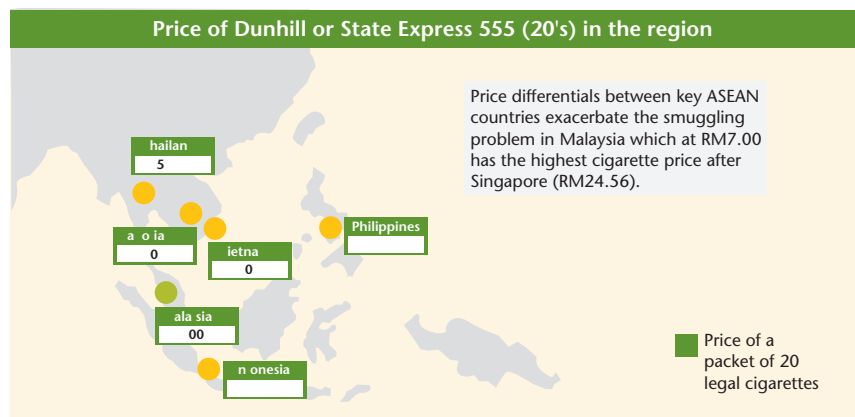 Price of Dunhill or State Express 555 (20's) in the region
Price differentials between key ASEAN
countries exacerbate the smuggling
problem in Malaysia which at RM7.00
has the highest cigarette price after
Singapore (RM24.56).
hailan
5
a o ia
0
ietna
0
Philippines
ala sia
00
n onesia
Price of a
packet of 20
legal cigarettes